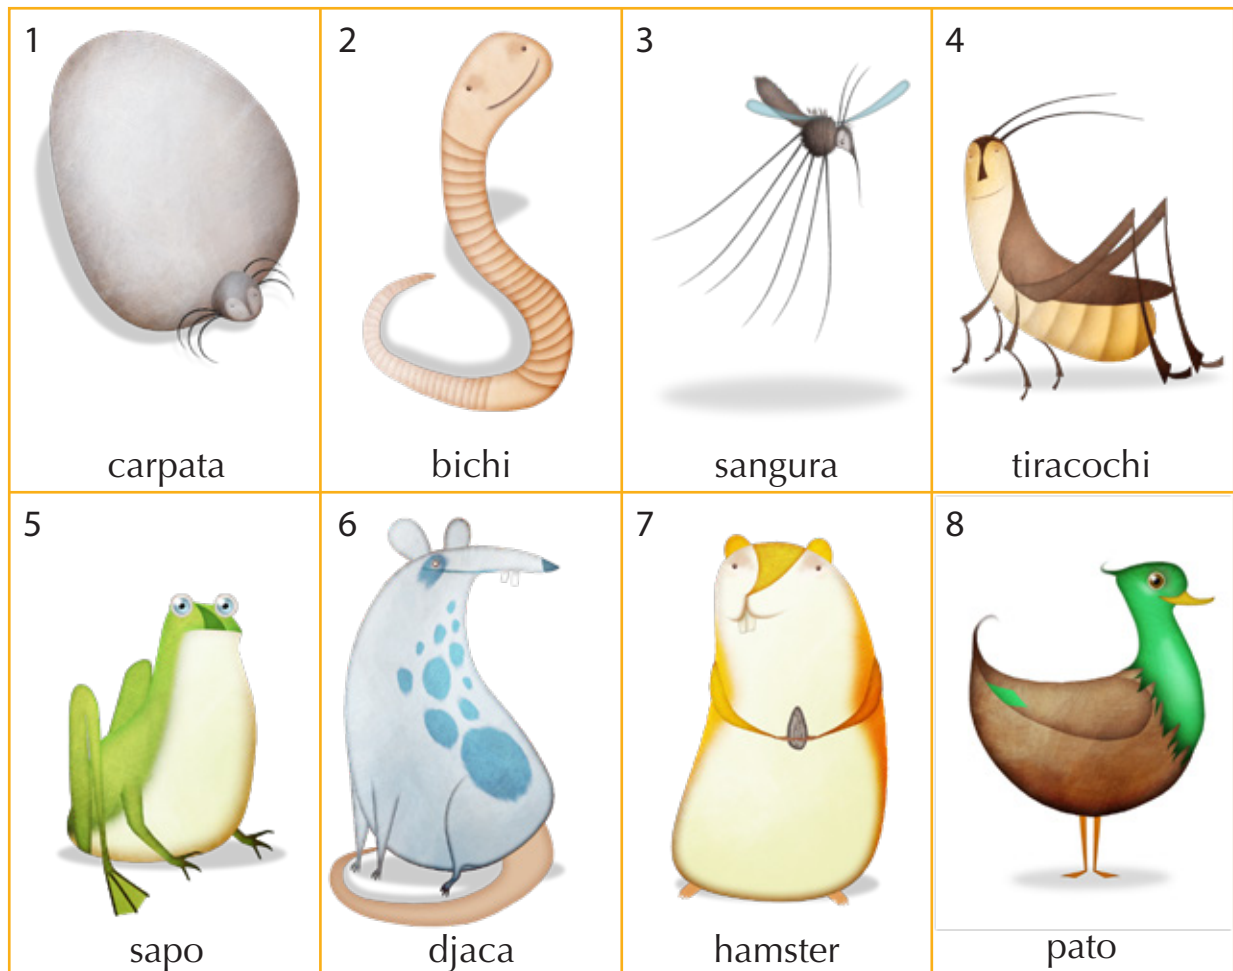 1
2
3
4
carpata
bichi
sangura
tiracochi
5
6
7
8
sapo
djaca
hamster
pato